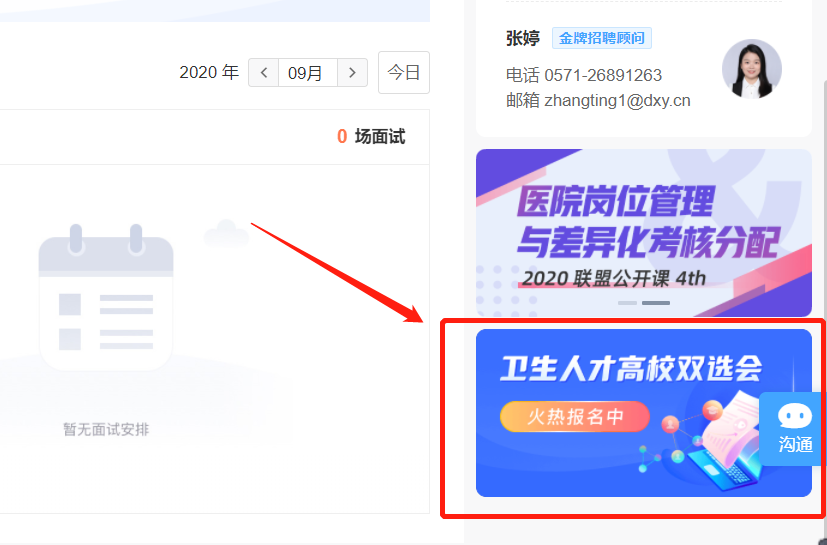 2020 年 09月 今日
0 场面试
暂无面试安排
张婷 金牌招聘顾问
电话 0571-26891263
邮箱 zhangting1@dxy.cn
医院岗位管理
与差异化考核分配
2020 联盟公开课 4th
卫生人才高校双选会
火热报名中
沟通